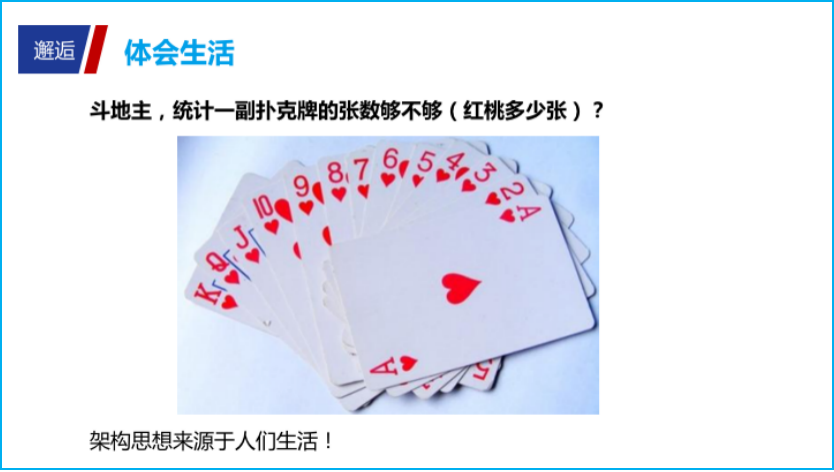 邂逅
体会生活
斗地主，统计一副扑克牌的张数够不够（红桃多少张）？
K
Q
J
10
9
8
7
6
5
4
3
2
A
A
5
架构思想来源于人们生活！